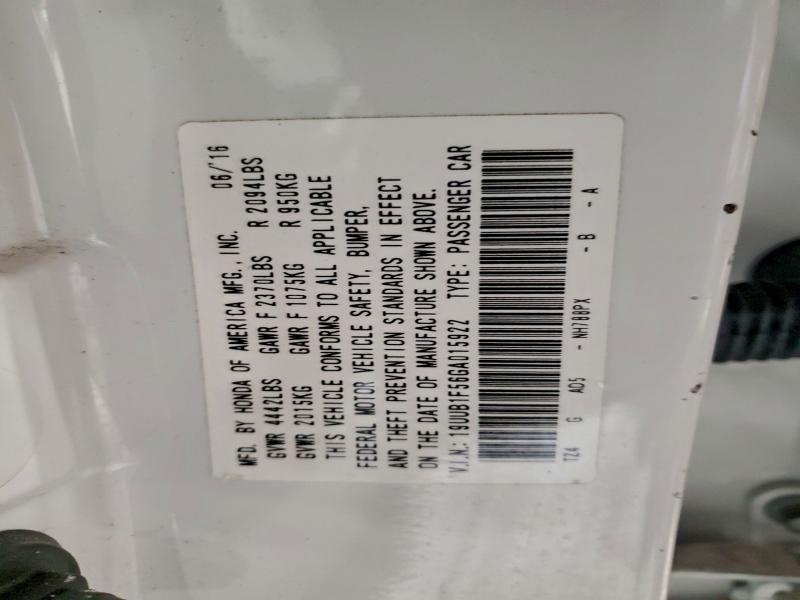 MFD. BY HONDA OF AMERICA MFG., INC. 06/'16
GVWR 4442LBS GAWR F 2370LBS R 2094LBS
GVWR 2015KG GAWR F 1075KG R 950KG
THIS VEHICLE CONFORMS TO ALL APPLICABLE
FEDERAL MOTOR VEHICLE SAFETY, BUMPER,
AND THEFT PREVENTION STANDARDS IN EFFECT
ON THE DATE OF MANUFACTURE SHOWN ABOVE.
V.I.N.: 19UUB1F56GA015922 TYPE: PASSENGER CAR
TZ4 G AD5 - NH788PX - B - A